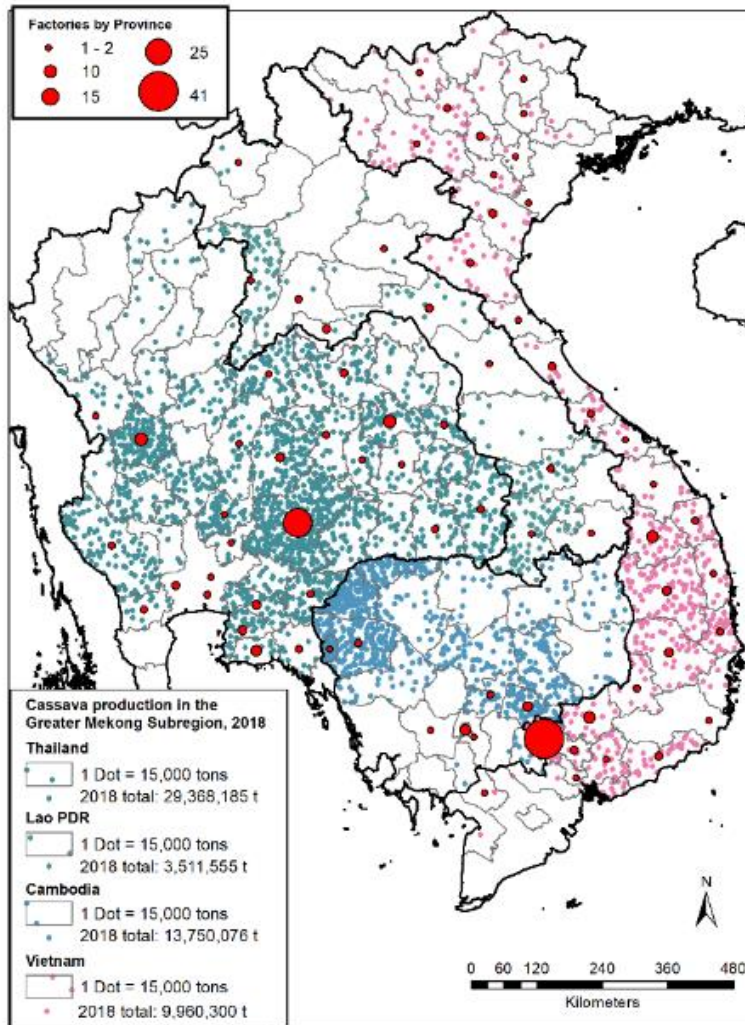 Factories by Province
1 - 2
10
15
25
41
Cassava production in the
Greater Mekong Subregion, 2018
Thailand
1 Dot = 15,000 tons
2018 total: 29,368,185 t
Lao PDR
1 Dot = 15,000 tons
2018 total: 3,511,555 t
Cambodia
1 Dot = 15,000 tons
2018 total: 13,750,076 t
Vietnam
1 Dot = 15,000 tons
2018 total: 9,960,300 t
N
0 60 120 240 360 480
Kilometers